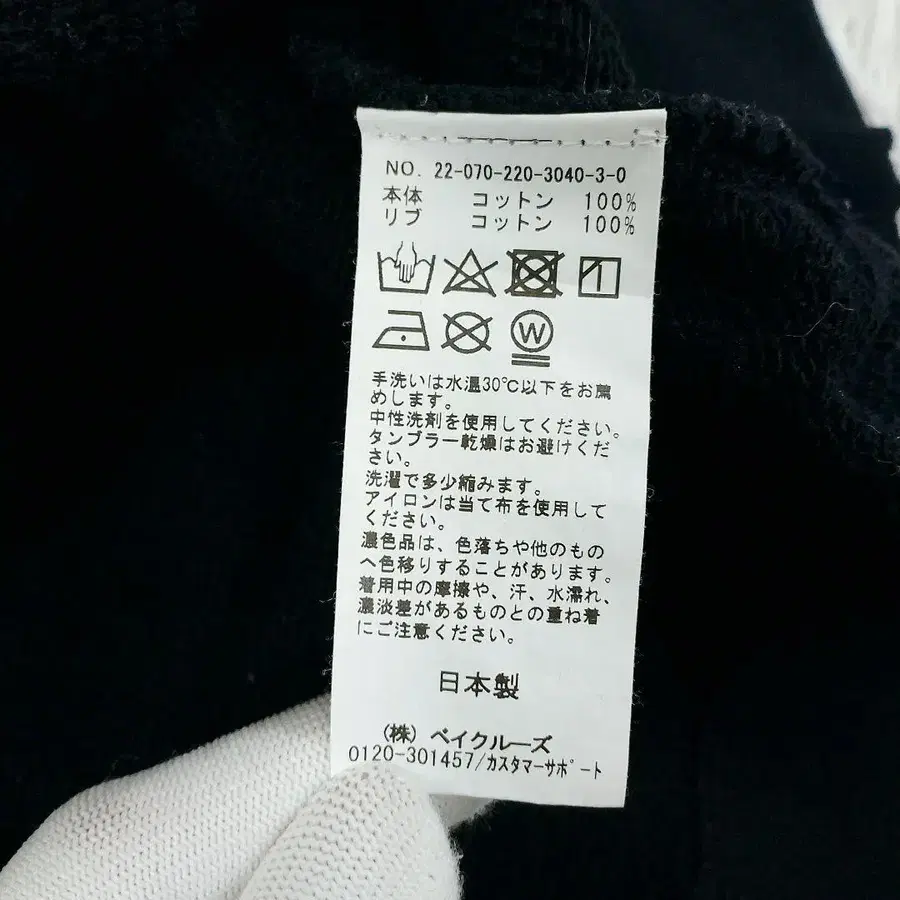 NO. 22-070-220-3040-3-0
本体 コットン 100%
リブ コットン 100%
W
手洗いは水温30℃以下をお薦
めします。
中性洗剤を使用してください。
タンブラー乾燥はお避けくだ
さい。
洗濯で多少縮みます。
アイロンは当て布を使用して
ください。
濃色品は、色落ちや他のもの
へ色移りすることがあります。
着用中の摩擦や、汗、水濡れ、
濃淡差があるものとの重ね着
にご注意ください。
日本製
(株) ベイクルーズ
0120-301457/カスタマーサポート